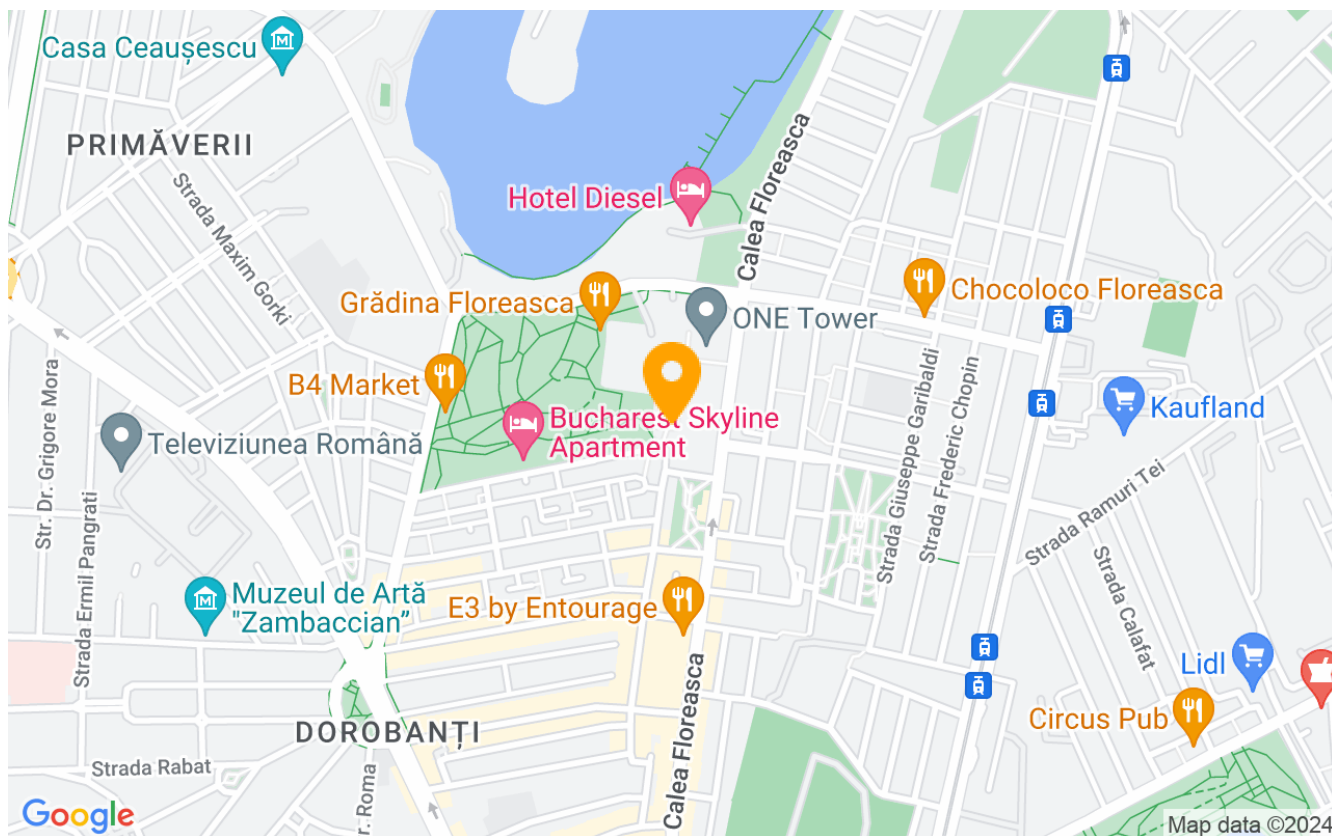 Casa Ceaușescu
PRIMĂVERII
Strada Maxim Gorki
Hotel Diesel
Calea Floreasca
Grădina Floreasca
ONE Tower
Chocoloco Floreasca
B4 Market
Bucharest Skyline
Apartment
Televiziunea Română
Str. Dr. Grigore Mora
Strada Ermil Pangrati
Strada Giuseppe Garibaldi
Strada Frederic Chopin
Kaufland
Strada Ramuri Tei
Strada Calafat
Muzeul de Artă
"Zambaccian”
E3 by Entourage
Calea Floreasca
Lidl
Circus Pub
DOROBANȚI
Strada Rabat
r. Roma
Google
Map data ©2024